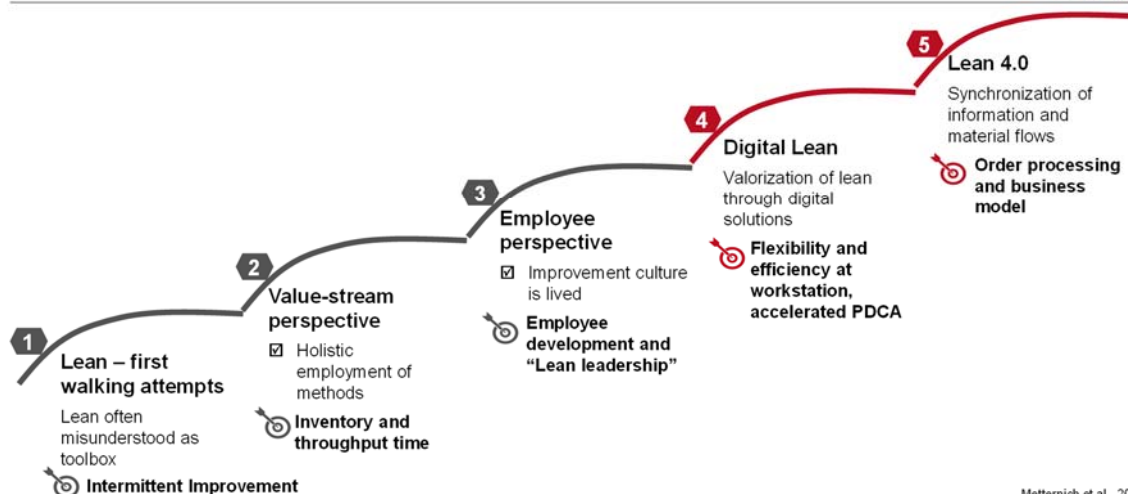 1
Lean – first
walking attempts
Lean often
misunderstood as
toolbox
Intermittent Improvement
2
Value-stream
perspective
Holistic
employment of
methods
Inventory and
throughput time
3
Employee
perspective
Improvement culture
is lived
Employee
development and
“Lean leadership”
4
Digital Lean
Valorization of lean
through digital
solutions
Flexibility and
efficiency at
workstation,
accelerated PDCA
5
Lean 4.0
Synchronization of
information and
material flows
Order processing
and business
model